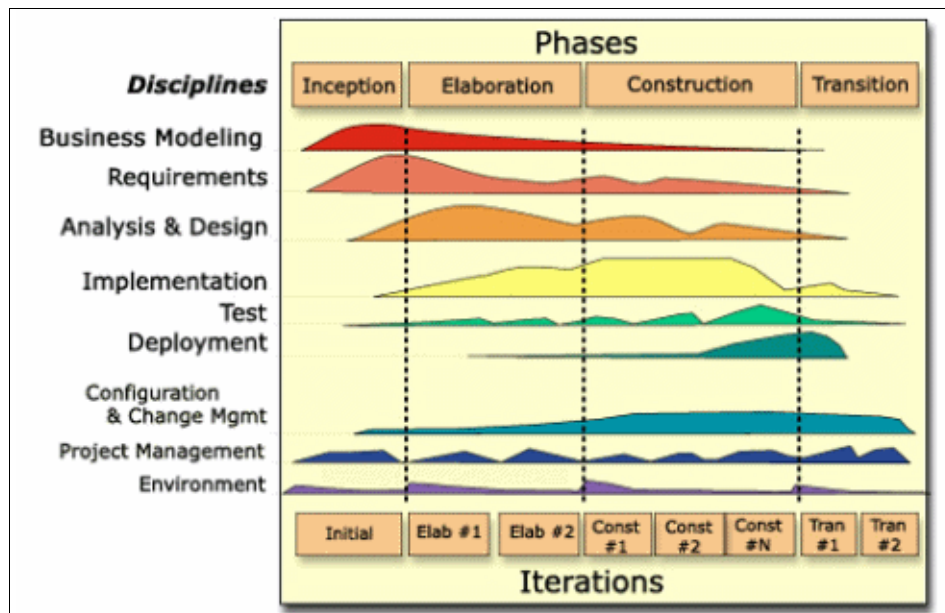 Phases
Disciplines
Inception
Elaboration
Construction
Transition
Business Modeling
Requirements
Analysis & Design
Implementation
Test
Deployment
Configuration
& Change Mgmt
Project Management
Environment
Initial
Elab #1
Elab #2
Const
#1
Const
#2
Const
#N
Tran
#1
Tran
#2
Iterations